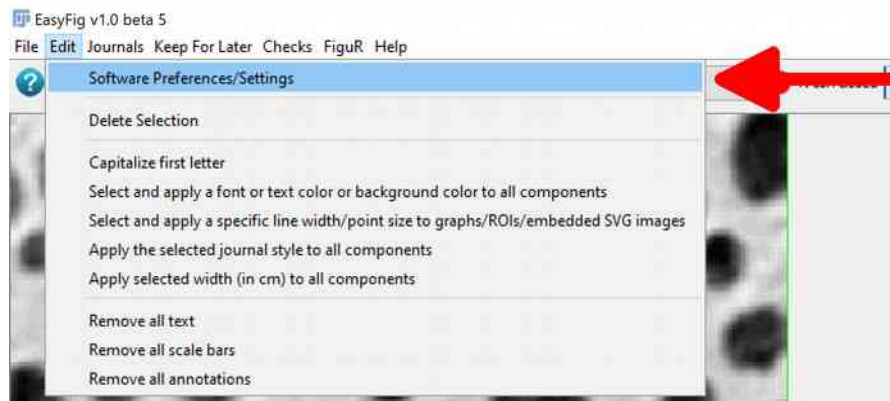 EasyFig v1.0 beta 5
File Edit Journals Keep For Later Checks FiguR Help
Software Preferences/Settings
Delete Selection
Capitalize first letter
Select and apply a font or text color or background color to all components
Select and apply a specific line width/point size to graphs/ROIs/embedded SVG images
Apply the selected journal style to all components
Apply selected width (in cm) to all components
Remove all text
Remove all scale bars
Remove all annotations